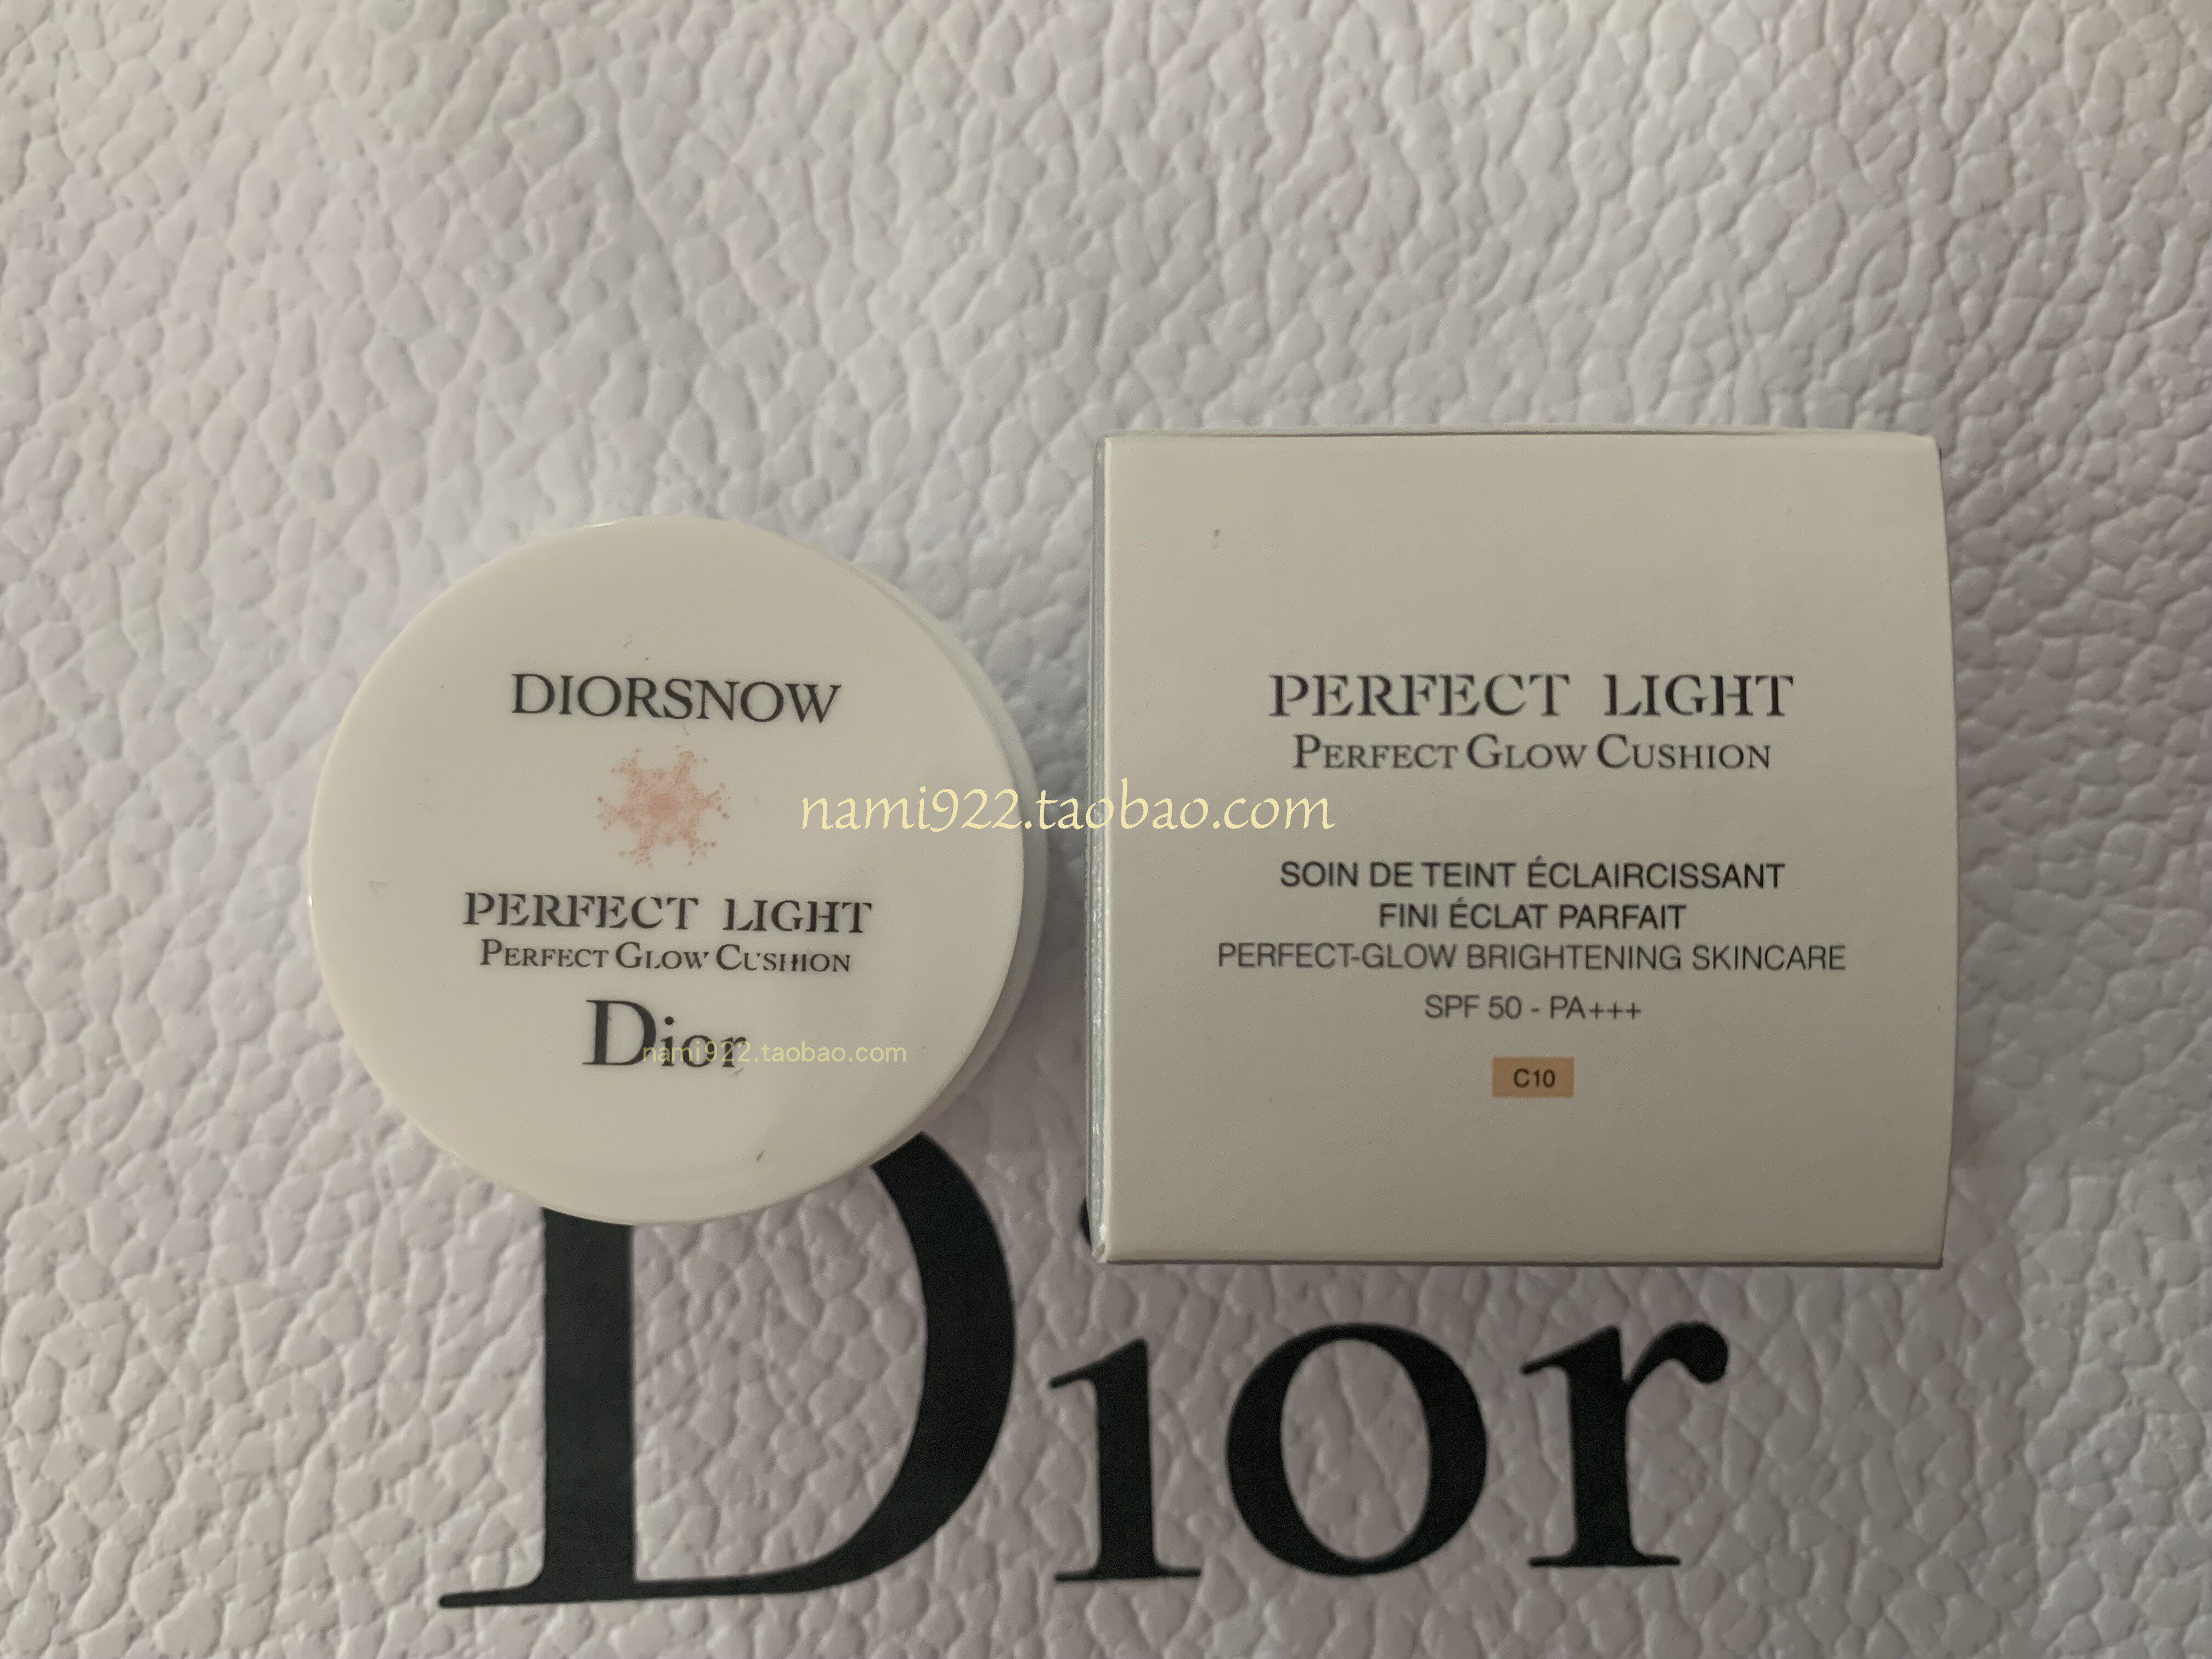 DIORSNOW
PERFECT LIGHT
PERFECT GLOW CUSHION
Dior
nami922.taobao.com
nami922.taobao.com
PERFECT LIGHT
PERFECT GLOW CUSHION
SOIN DE TEINT ÉCLAIRCISSANT
FINI ÉCLAT PARFAIT
PERFECT-GLOW BRIGHTENING SKINCARE
SPF 50 - PA+++
C10
Dior